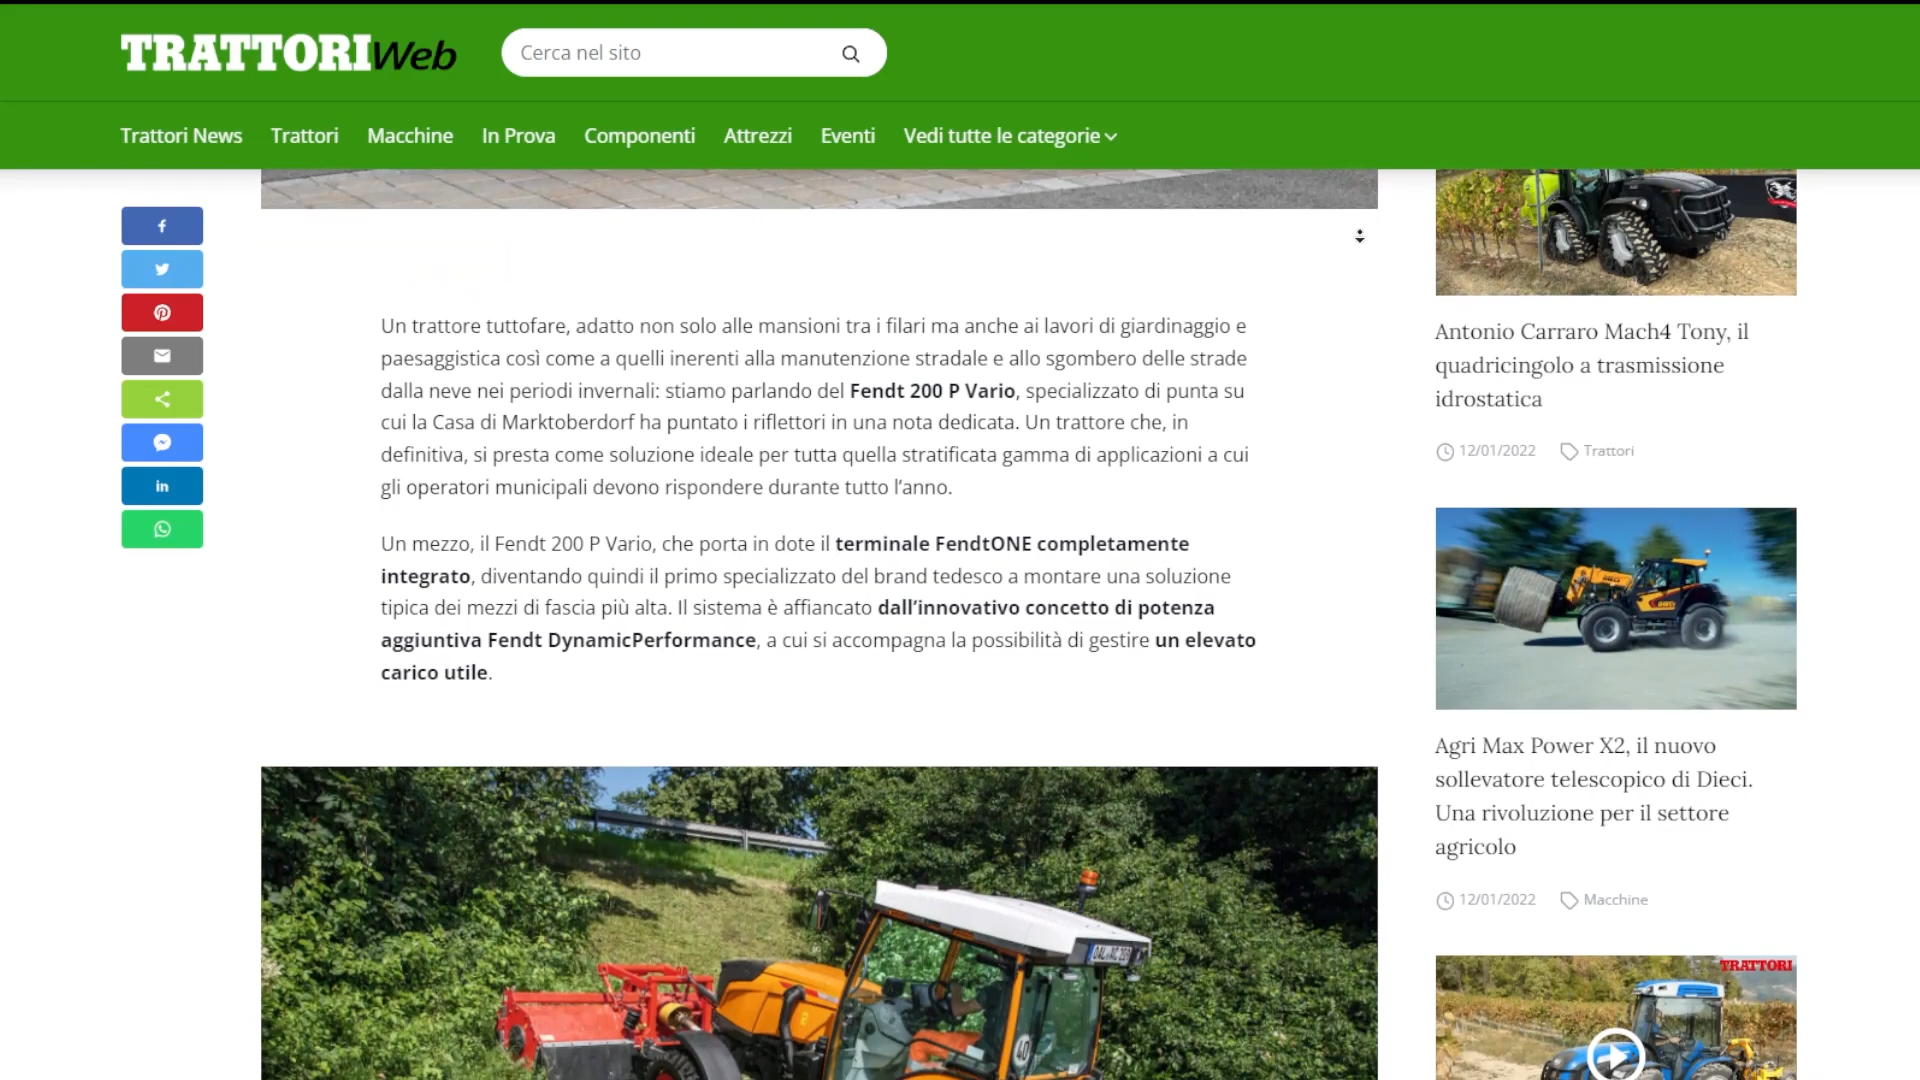 TRATTORIWeb
Cerca nel sito
Trattori News
Trattori
Macchine
In Prova
Componenti
Attrezzi
Eventi
Vedi tutte le categorie
Un trattore tuttofare, adatto non solo alle mansioni tra i filari ma anche ai lavori di giardinaggio e
paesaggistica così come a quelli inerenti alla manutenzione stradale e allo sgombero delle strade
dalla neve nei periodi invernali: stiamo parlando del Fendt 200 P Vario, specializzato di punta su
cui la Casa di Marktoberdorf ha puntato i riflettori in una nota dedicata. Un trattore che, in
definitiva, si presta come soluzione ideale per tutta quella stratificata gamma di applicazioni a cui
gli operatori municipali devono rispondere durante tutto l’anno.
Un mezzo, il Fendt 200 P Vario, che porta in dote il terminale FendtONE completamente
integrato, diventando quindi il primo specializzato del brand tedesco a montare una soluzione
tipica dei mezzi di fascia più alta. Il sistema è affiancato dall’innovativo concetto di potenza
aggiuntiva Fendt DynamicPerformance, a cui si accompagna la possibilità di gestire un elevato
carico utile.
40
Antonio Carraro Mach4 Tony, il
quadricingolo a trasmissione
idrostatica
12/01/2022
Trattori
Agri Max Power X2, il nuovo
sollevatore telescopico di Dieci.
Una rivoluzione per il settore
agricolo
12/01/2022
Macchine
TRATTORI